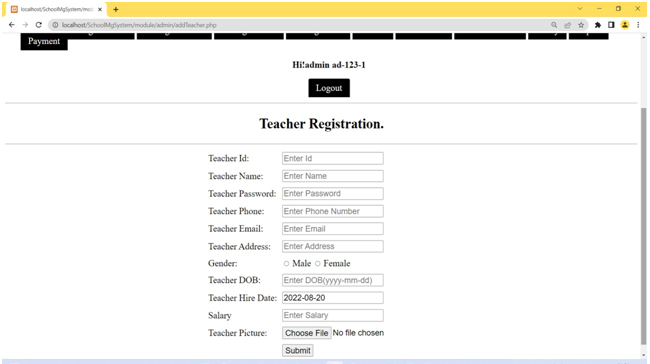 localhost/SchoolMgSystem/modu
localhost/SchoolMgSystem/module/admin/addTeacher.php
Payment
Hi!admin ad-123-1
Logout
Teacher Registration.
Teacher Id: Enter Id
Teacher Name: Enter Name
Teacher Password: Enter Password
Teacher Phone: Enter Phone Number
Teacher Email: Enter Email
Teacher Address: Enter Address
Gender: Male Female
Teacher DOB: Enter DOB(yyyy-mm-dd)
Teacher Hire Date: 2022-08-20
Salary Enter Salary
Teacher Picture: Choose File No file chosen
Submit